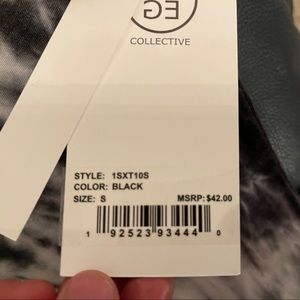 EG
COLLECTIVE
STYLE: 1SXT10S
COLOR: BLACK
SIZE: S MSRP: $42.00
1 92523 93444 0